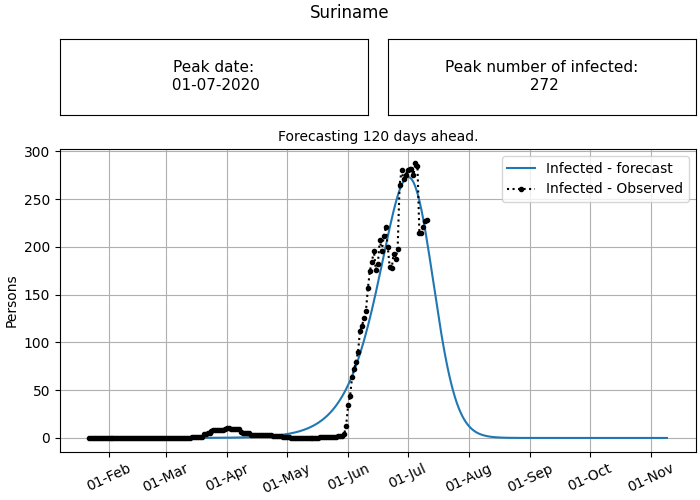 Suriname
Peak date:
01-07-2020
Peak number of infected:
272
Forecasting 120 days ahead.
Infected - forecast
Infected - Observed
Persons
300
250
200
150
100
50
0
01-Feb
01-Mar
01-Apr
01-May
01-Jun
01-Jul
01-Aug
01-Sep
01-Oct
01-Nov